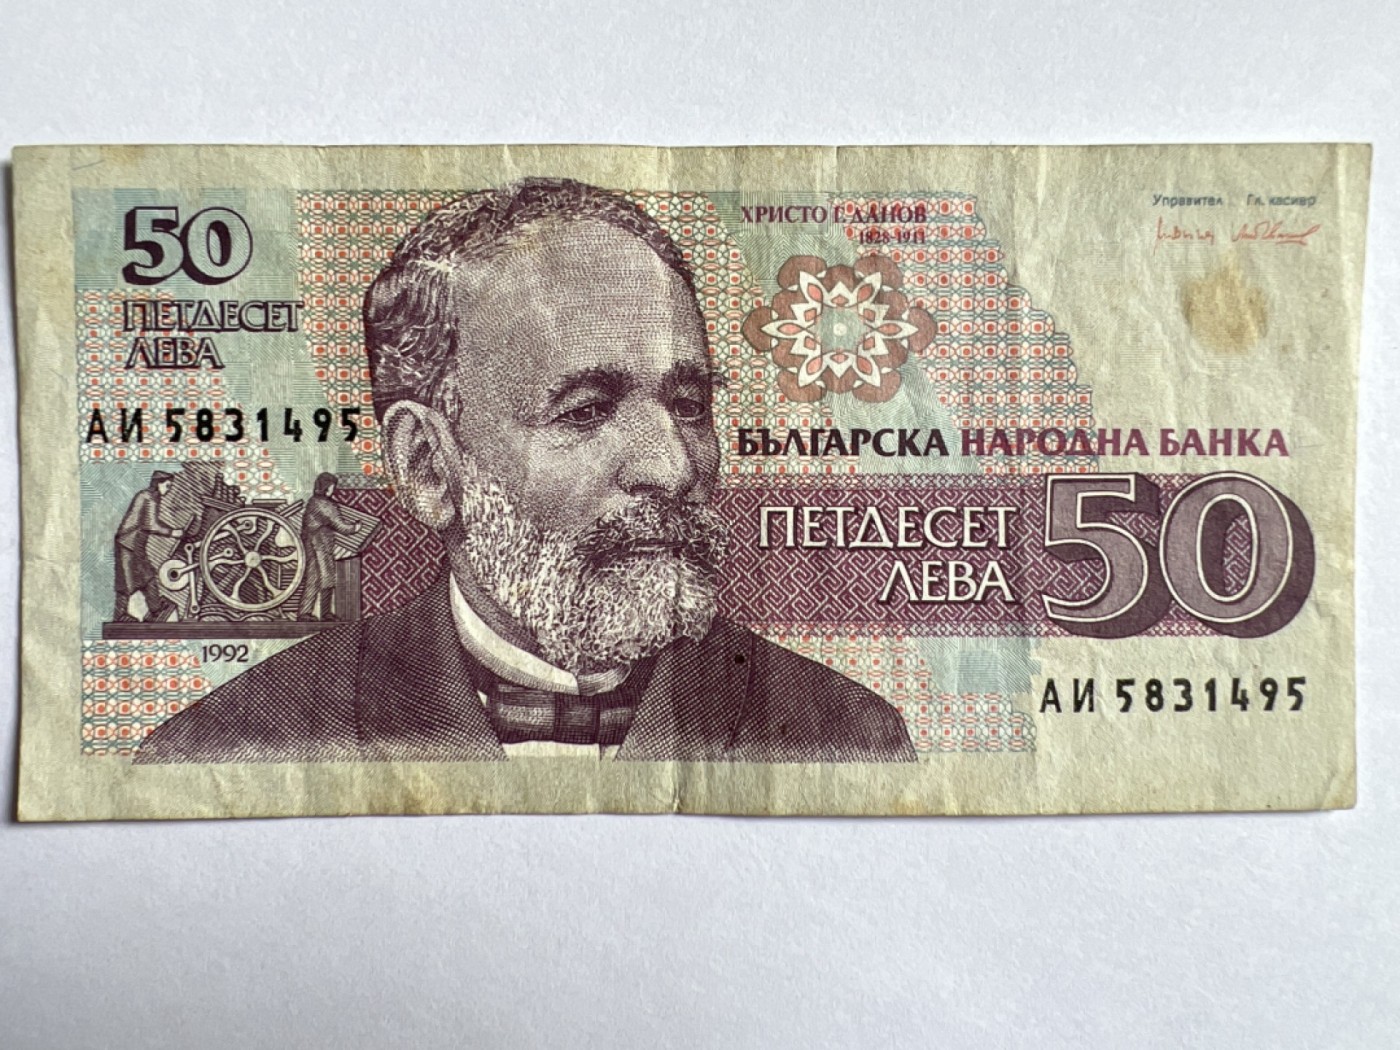 50
ПЕТДЕСЕТ
ЛЕВА
АИ 5831495
1992
ХРИСТО Г. ДАНОВ
1828-1911
Управител Гл. касиер
БЪЛГАРСКА НАРОДНА БАНКА
ПЕТДЕСЕТ
ЛЕВА
50
АИ 5831495